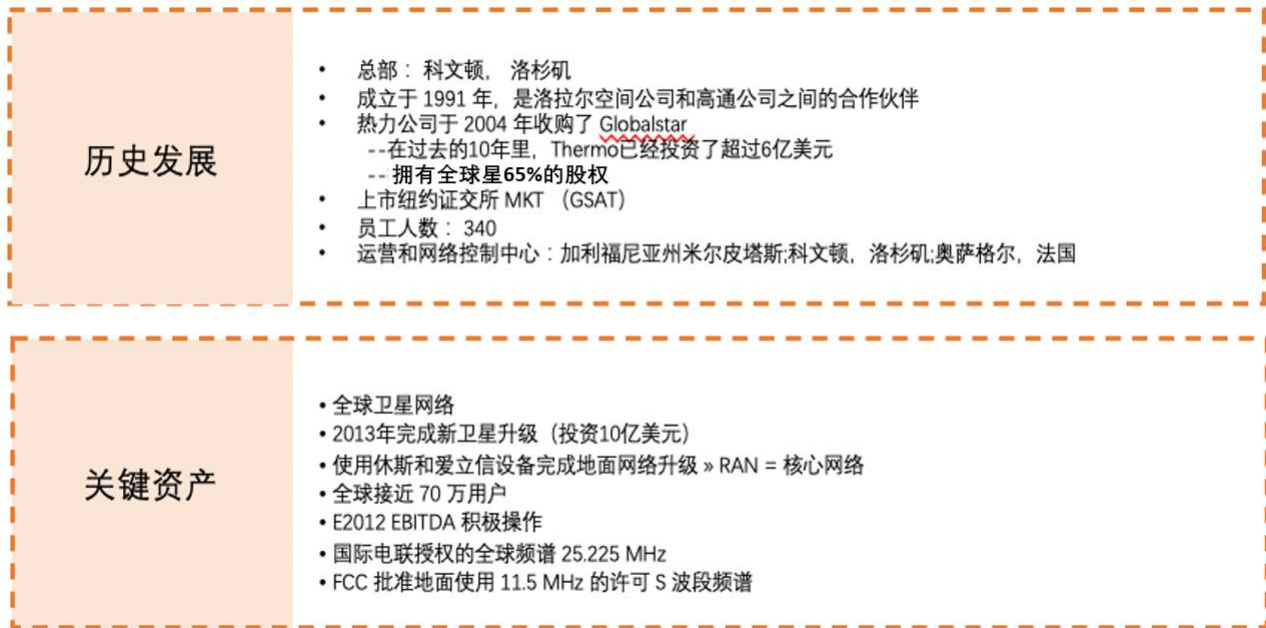 历史发展
• 总部：科文顿, 洛杉矶
• 成立于 1991 年, 是洛拉尔空间公司和高通公司之间的合作伙伴
• 热力公司于 2004 年收购了 Globalstar
--在过去的10年里, Thermo已经投资了超过6亿美元
-- 拥有全球星65%的股权
• 上市纽约证交所 MKT （GSAT）
• 员工人数：340
• 运营和网络控制中心：加利福尼亚州米尔皮塔斯;科文顿, 洛杉矶;奥萨格尔, 法国
关键资产
• 全球卫星网络
• 2013年完成新卫星升级（投资10亿美元）
• 使用休斯和爱立信设备完成地面网络升级 » RAN = 核心网络
• 全球接近 70 万用户
• E2012 EBITDA 积极操作
• 国际电联授权的全球频谱 25.225 MHz
• FCC 批准地面使用 11.5 MHz 的许可 S 波段频谱